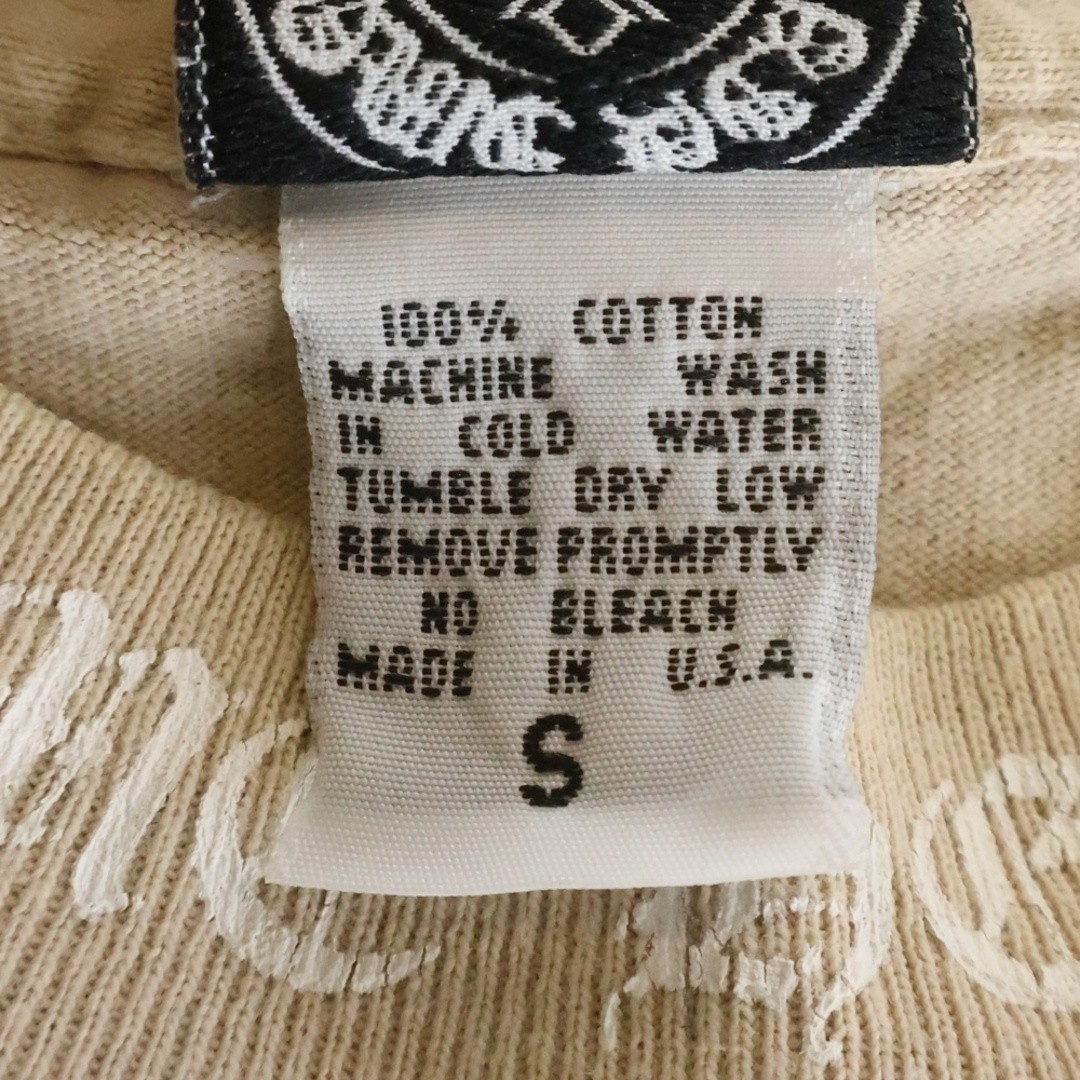 100% COTTON
MACHINE WASH
IN COLD WATER
TUMBLE DRY LOW
REMOVE PROMPTLY
NO BLEACH
MADE IN U.S.A.
S